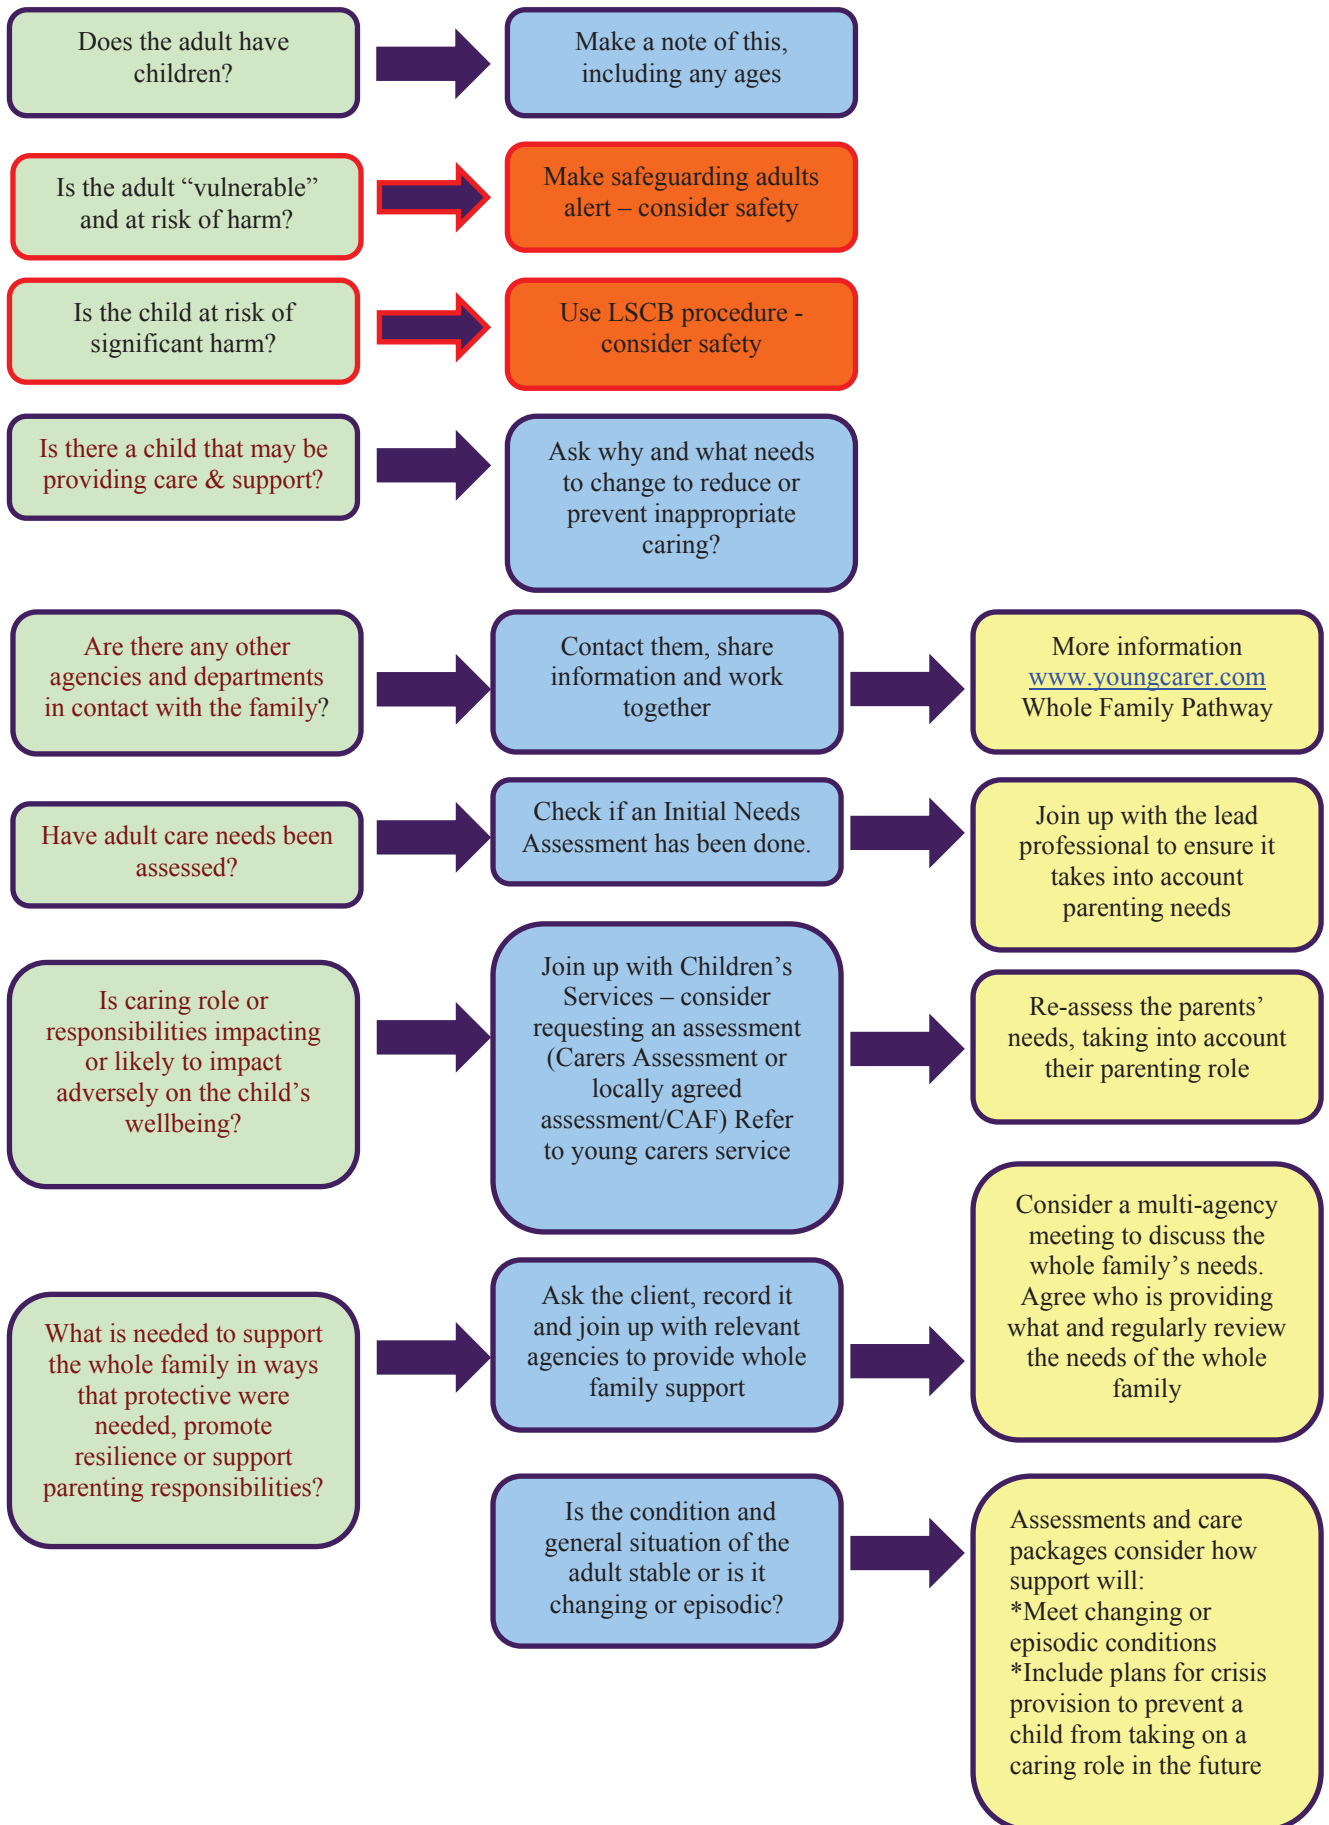 Does the adult have
children?
Make a note of this,
including any ages
Is the adult “vulnerable”
and at risk of harm?
Make safeguarding adults
alert – consider safety
Is the child at risk of
significant harm?
Use LSCB procedure -
consider safety
Is there a child that may be
providing care & support?
Ask why and what needs
to change to reduce or
prevent inappropriate
caring?
Are there any other
agencies and departments
in contact with the family?
Contact them, share
information and work
together
More information
www.youngcarer.com
Whole Family Pathway
Have adult care needs been
assessed?
Check if an Initial Needs
Assessment has been done.
Join up with the lead
professional to ensure it
takes into account
parenting needs
Is caring role or
responsibilities impacting
or likely to impact
adversely on the child’s
wellbeing?
Join up with Children’s
Services – consider
requesting an assessment
(Carers Assessment or
locally agreed
assessment/CAF) Refer
to young carers service
Re-assess the parents’
needs, taking into account
their parenting role
What is needed to support
the whole family in ways
that protective were
needed, promote
resilience or support
parenting responsibilities?
Ask the client, record it
and join up with relevant
agencies to provide whole
family support
Consider a multi-agency
meeting to discuss the
whole family’s needs.
Agree who is providing
what and regularly review
the needs of the whole
family
Is the condition and
general situation of the
adult stable or is it
changing or episodic?
Assessments and care
packages consider how
support will:
*Meet changing or
episodic conditions
*Include plans for crisis
provision to prevent a
child from taking on a
caring role in the future